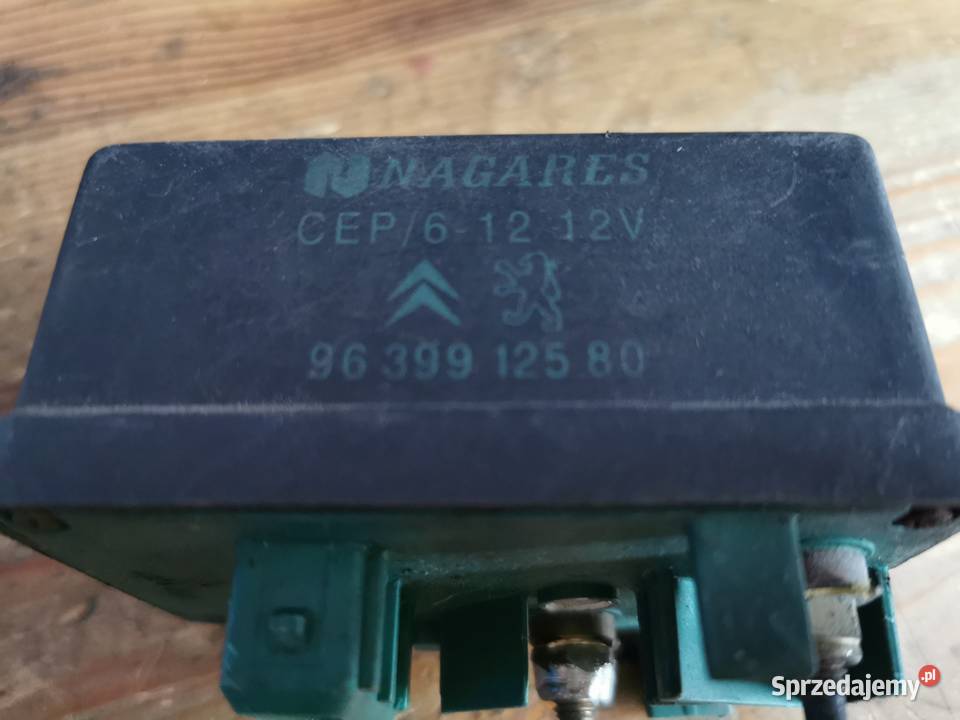 NAGARES
CEP/6-12 12V
96 399 125 80
Sprzedajemy.pl